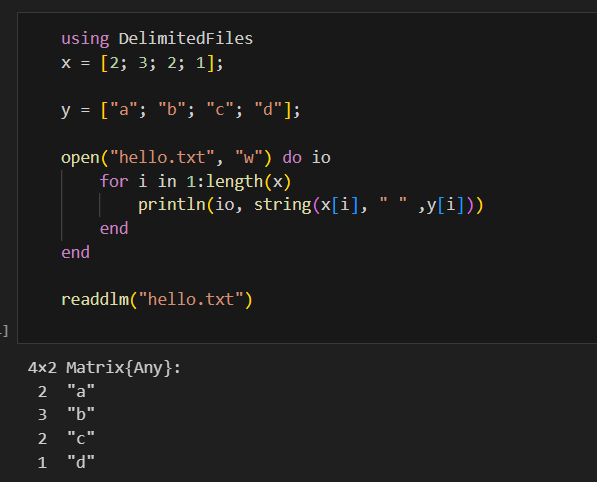 using DelimitedFiles
x = [2; 3; 2; 1];
y = ["a"; "b"; "c"; "d"];
open("hello.txt", "w") do io
    for i in 1:length(x)
        println(io, string(x[i], " " ,y[i]))
    end
end
readdlm("hello.txt")
]
4×2 Matrix{Any}:
 2  "a"
 3  "b"
 2  "c"
 1  "d"